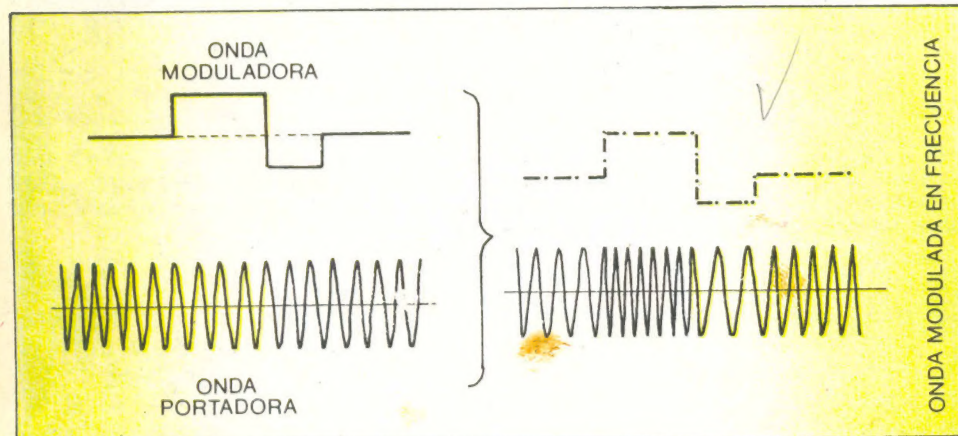 ONDA
MODULADORA
ONDA
PORTADORA
ONDA MODULADA EN FRECUENCIA